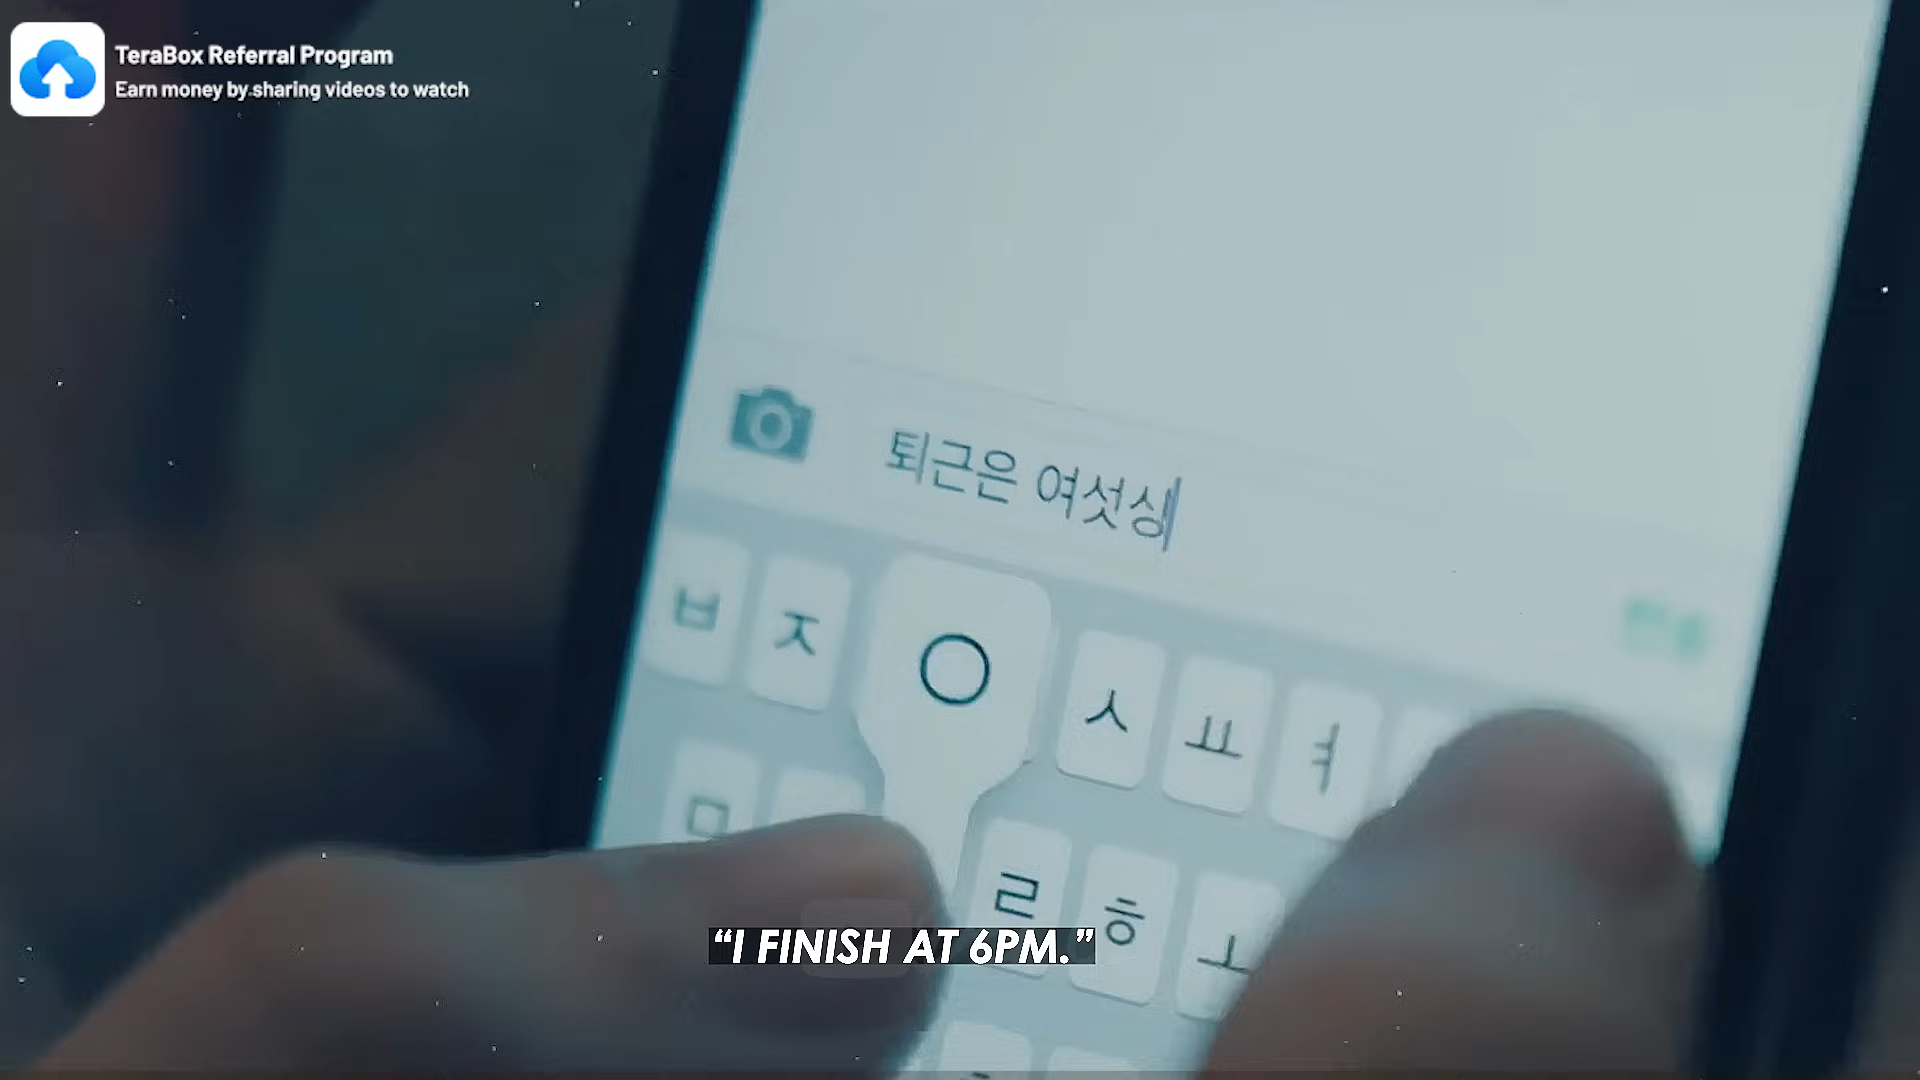 TeraBox Referral Program
Earn money by sharing videos to watch
퇴근은 여섯싱
ㅂ ㅈ ㅇ ㅅ ㅛ ㅕ
ㅁ ㄹ ㅎ ㅗ
“I FINISH AT 6PM.”